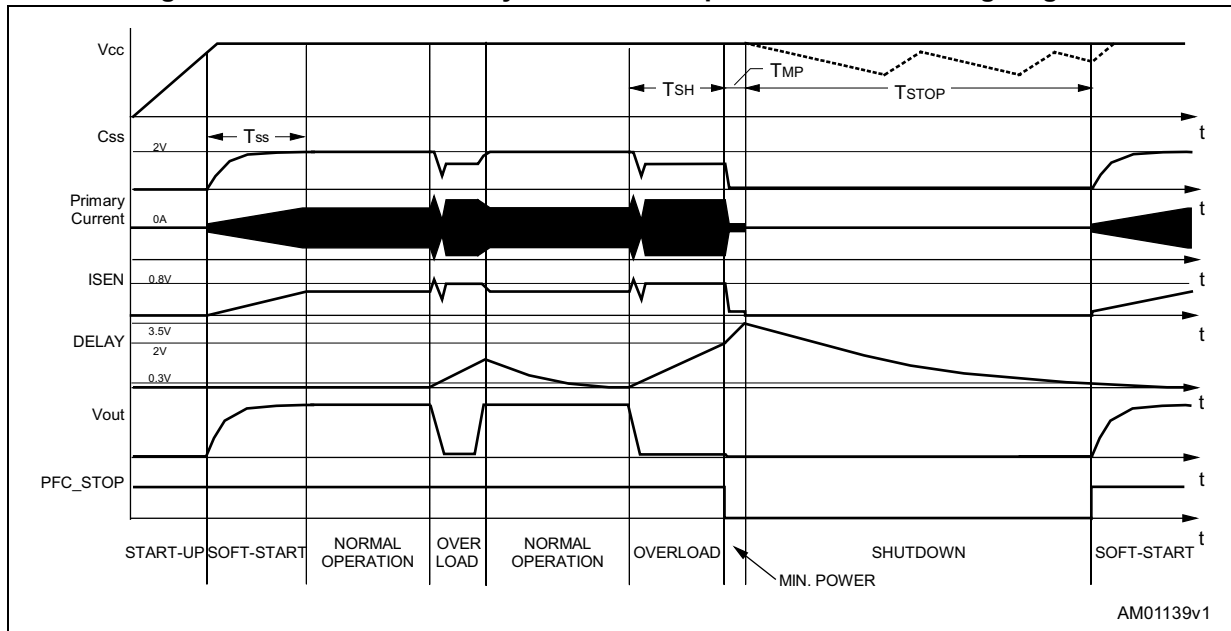 Vcc
TMP
TSH
TSTOP
t
Css
2V
Tss
t
Primary
Current
0A
t
ISEN
0.8V
t
DELAY
3.5V
2V
0.3V
t
Vout
t
PFC_STOP
t
START-UP SOFT-START NORMAL OPERATION OVER LOAD NORMAL OPERATION OVERLOAD SHUTDOWN SOFT-START
MIN. POWER
AM01139v1